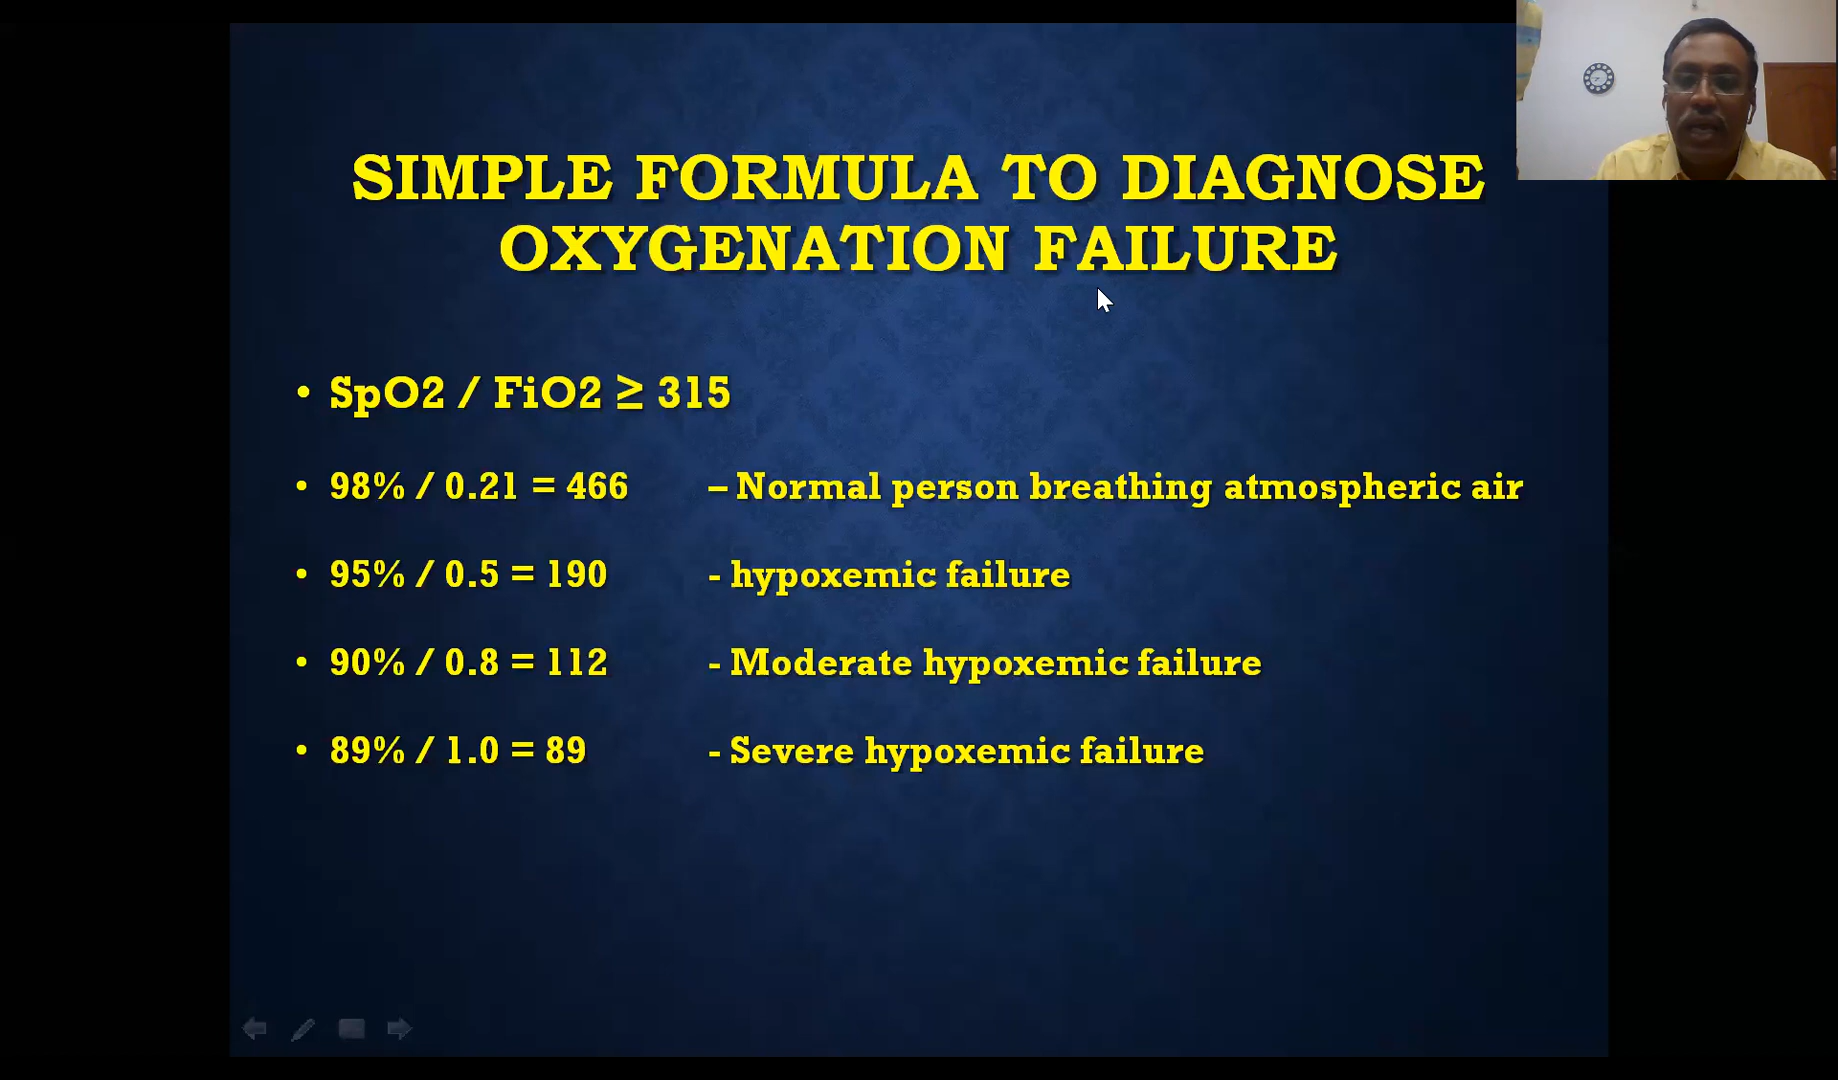 SIMPLE FORMULA TO DIAGNOSE
OXYGENATION FAILURE
• SpO2 / FiO2 ≥ 315
• 98% / 0.21 = 466 – Normal person breathing atmospheric air
• 95% / 0.5 = 190 - hypoxemic failure
• 90% / 0.8 = 112 - Moderate hypoxemic failure
• 89% / 1.0 = 89 - Severe hypoxemic failure